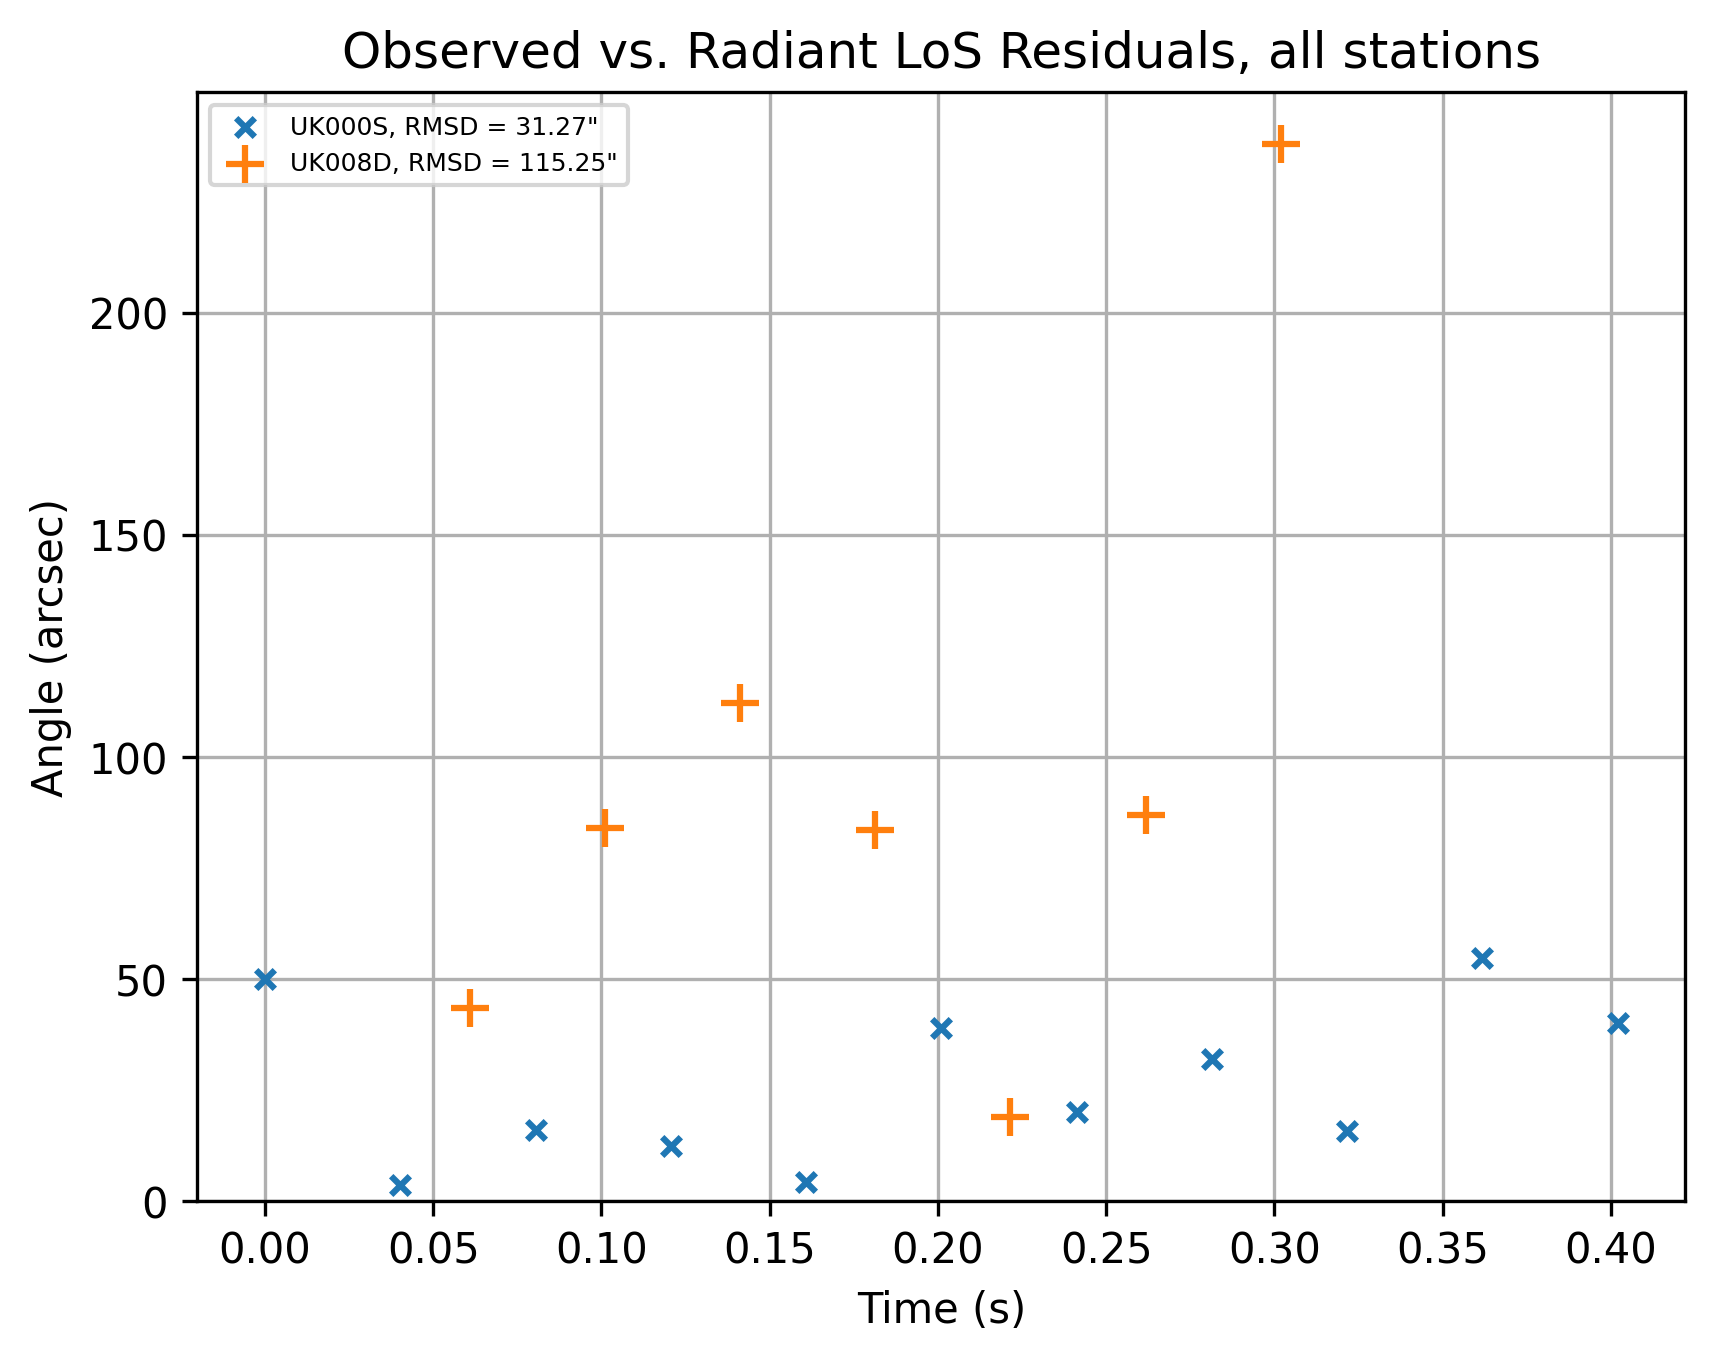 Observed vs. Radiant LoS Residuals, all stations
UK000S, RMSD = 31.27"
UK008D, RMSD = 115.25"
Angle (arcsec)
200
150
100
50
0
0.00 0.05 0.10 0.15 0.20 0.25 0.30 0.35 0.40
Time (s)